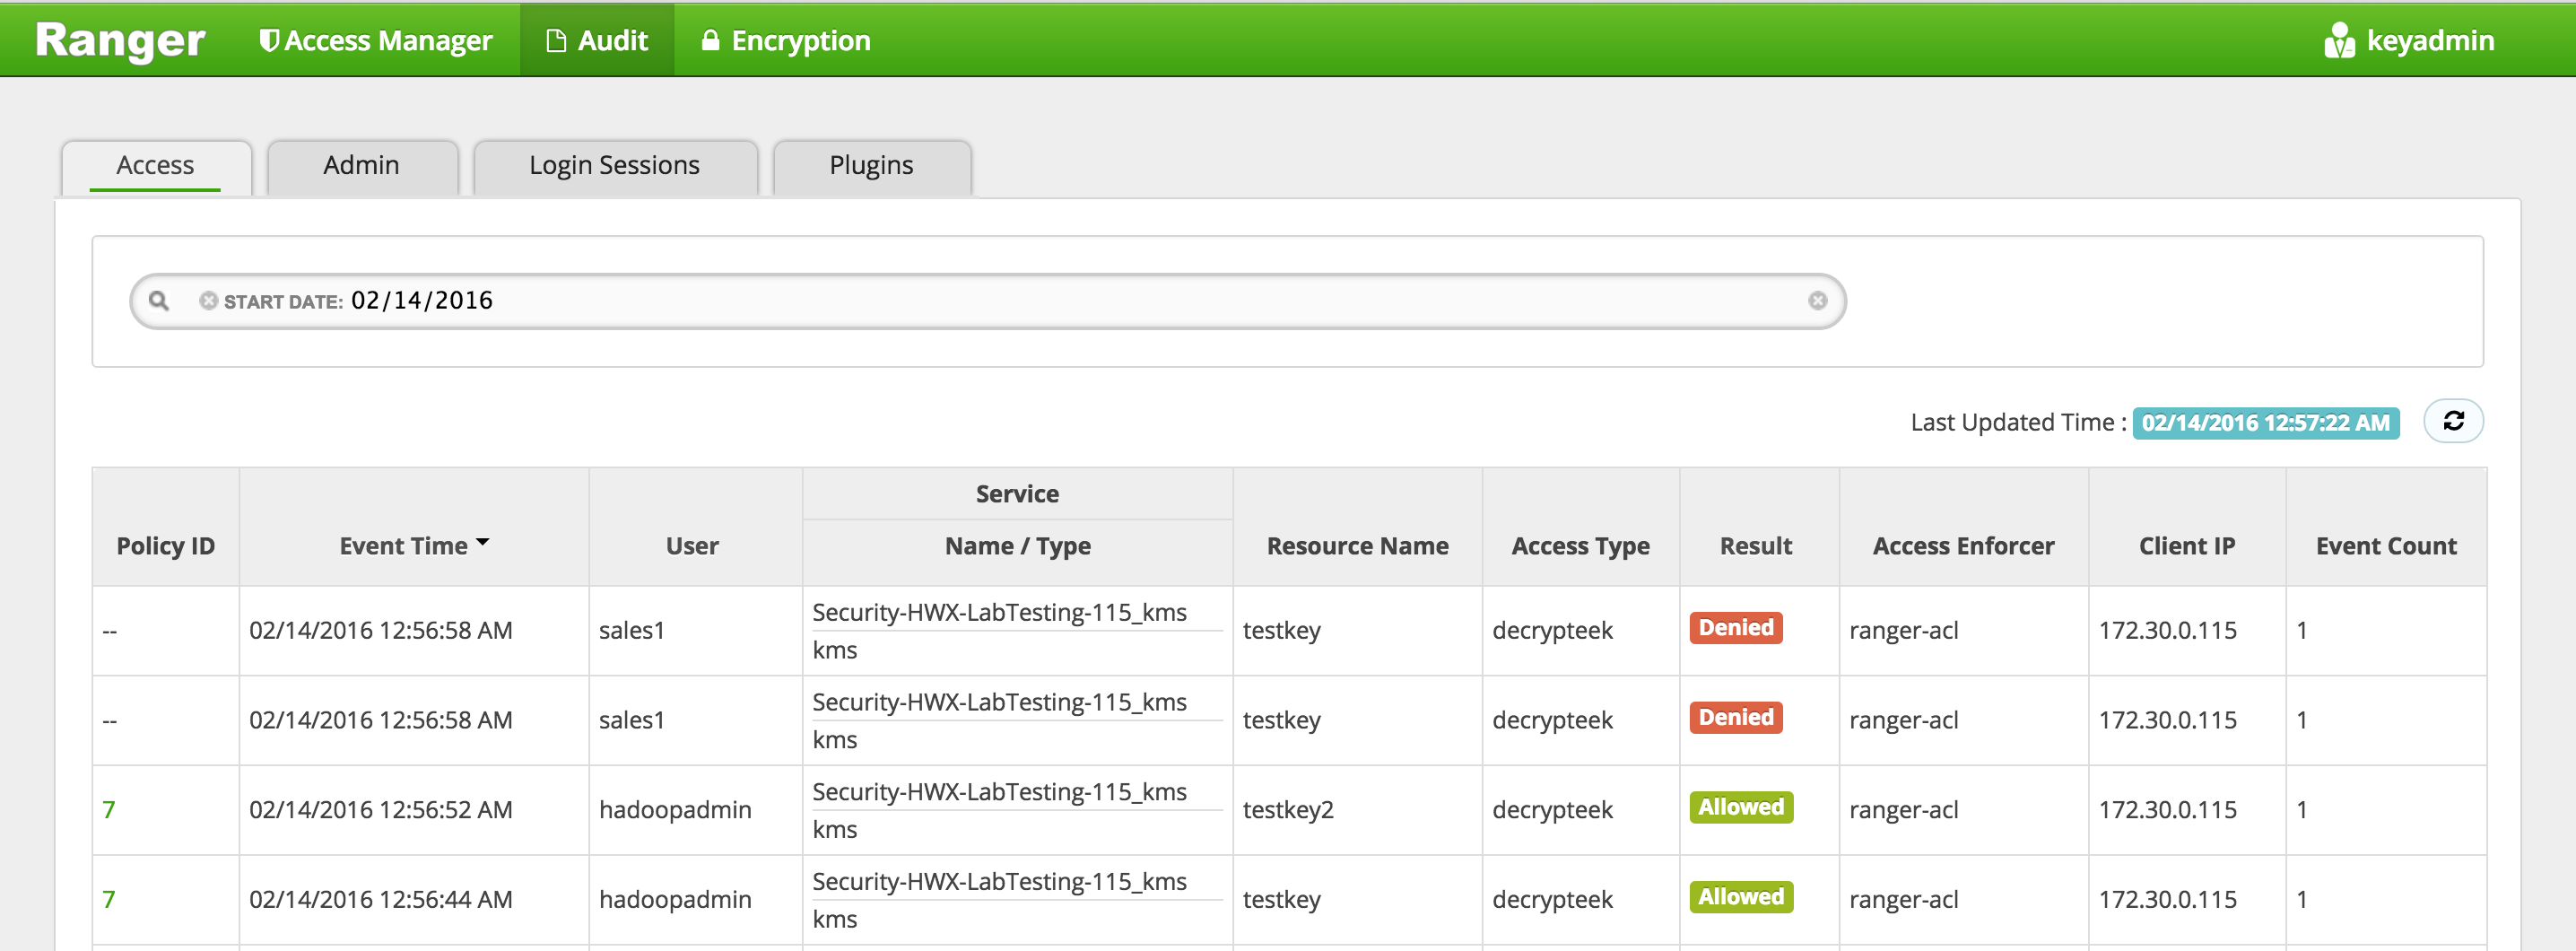 Ranger Access Manager Audit Encryption keyadmin
Access Admin Login Sessions Plugins
START DATE: 02/14/2016
Last Updated Time : 02/14/2016 12:57:22 AM
Service
Policy ID Event Time User Name / Type Resource Name Access Type Result Access Enforcer Client IP Event Count
Security-HWX-LabTesting-115_kms
-- 02/14/2016 12:56:58 AM sales1 testkey decrypteek Denied ranger-acl 172.30.0.115 1
kms
Security-HWX-LabTesting-115_kms
-- 02/14/2016 12:56:58 AM sales1 testkey decrypteek Denied ranger-acl 172.30.0.115 1
kms
Security-HWX-LabTesting-115_kms
7 02/14/2016 12:56:52 AM hadoopadmin testkey2 decrypteek Allowed ranger-acl 172.30.0.115 1
kms
Security-HWX-LabTesting-115_kms
7 02/14/2016 12:56:44 AM hadoopadmin testkey decrypteek Allowed ranger-acl 172.30.0.115 1
kms